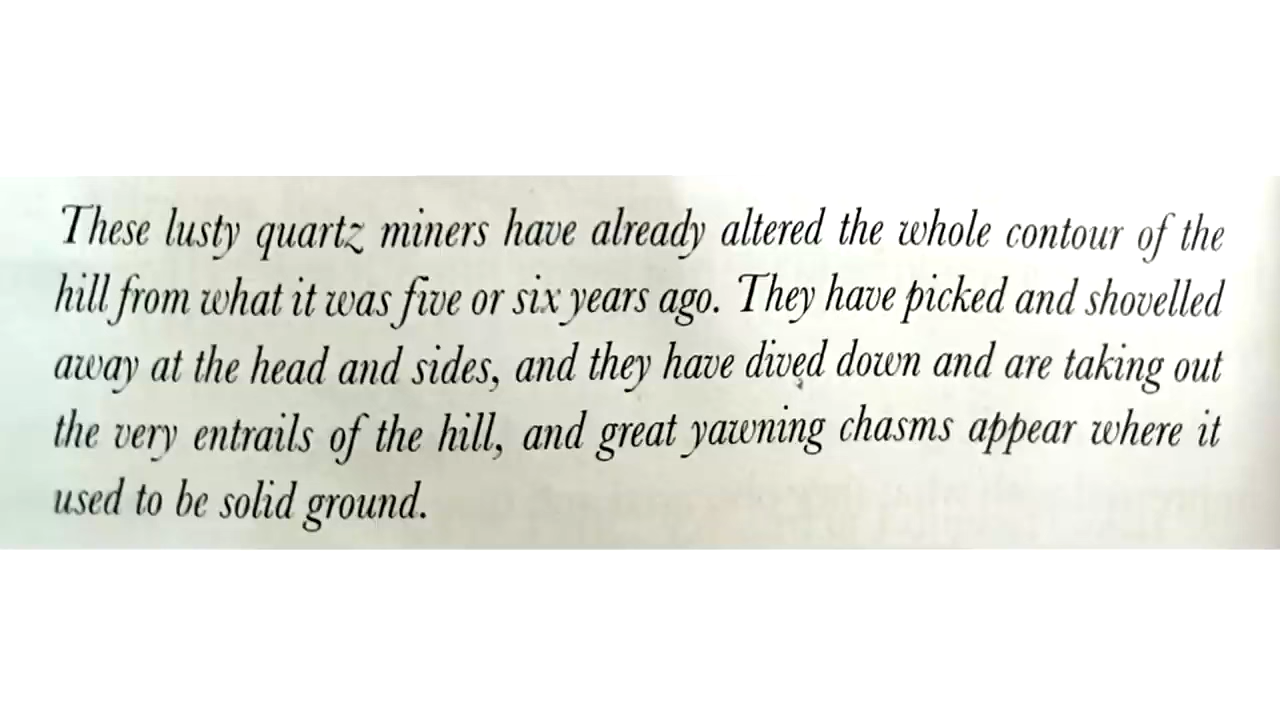 These lusty quartz miners have already altered the whole contour of the
hill from what it was five or six years ago. They have picked and shovelled
away at the head and sides, and they have dived down and are taking out
the very entrails of the hill, and great yawning chasms appear where it
used to be solid ground.